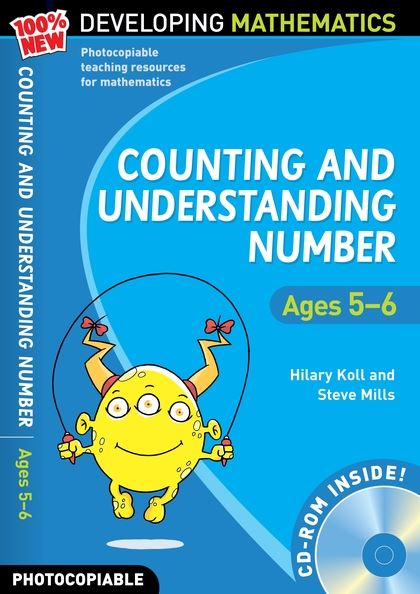 100%
NEW
DEVELOPING MATHEMATICS
Photocopiable
teaching resources
for mathematics
COUNTING AND UNDERSTANDING NUMBER
Ages 5–6
COUNTING AND
UNDERSTANDING
NUMBER
Ages 5–6
Hilary Koll and
Steve Mills
CD-ROM INSIDE!
PHOTOCOPIABLE